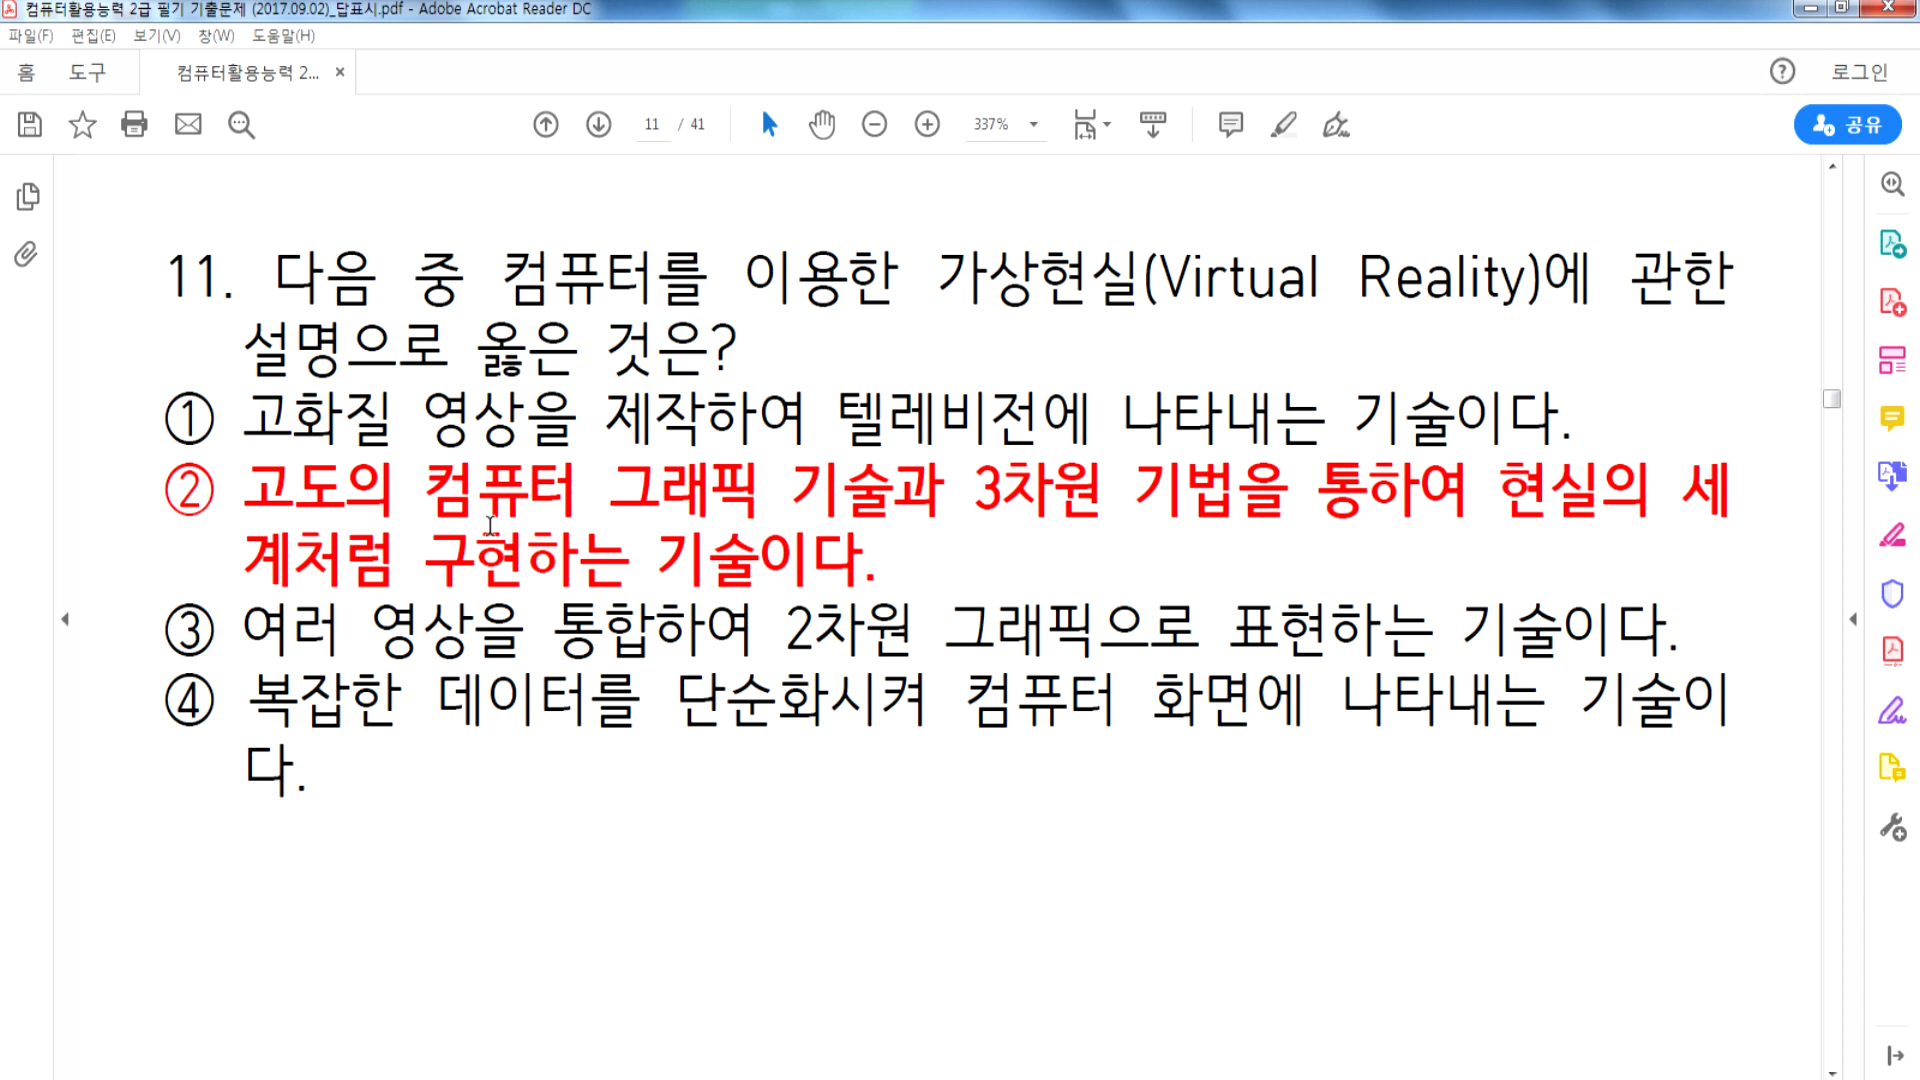 컴퓨터활용능력 2급 필기 기출문제 (2017.09.02)_답표시.pdf - Adobe Acrobat Reader DC
파일(F) 편집(E) 보기(V) 창(W) 도움말(H)
홈 도구 컴퓨터활용능력 2... × 로그인
11 / 41 337% 공유
11. 다음 중 컴퓨터를 이용한 가상현실(Virtual Reality)에 관한
설명으로 옳은 것은?
① 고화질 영상을 제작하여 텔레비전에 나타내는 기술이다.
② 고도의 컴퓨터 그래픽 기술과 3차원 기법을 통하여 현실의 세
계처럼 구현하는 기술이다.
③ 여러 영상을 통합하여 2차원 그래픽으로 표현하는 기술이다.
④ 복잡한 데이터를 단순화시켜 컴퓨터 화면에 나타내는 기술이
다.